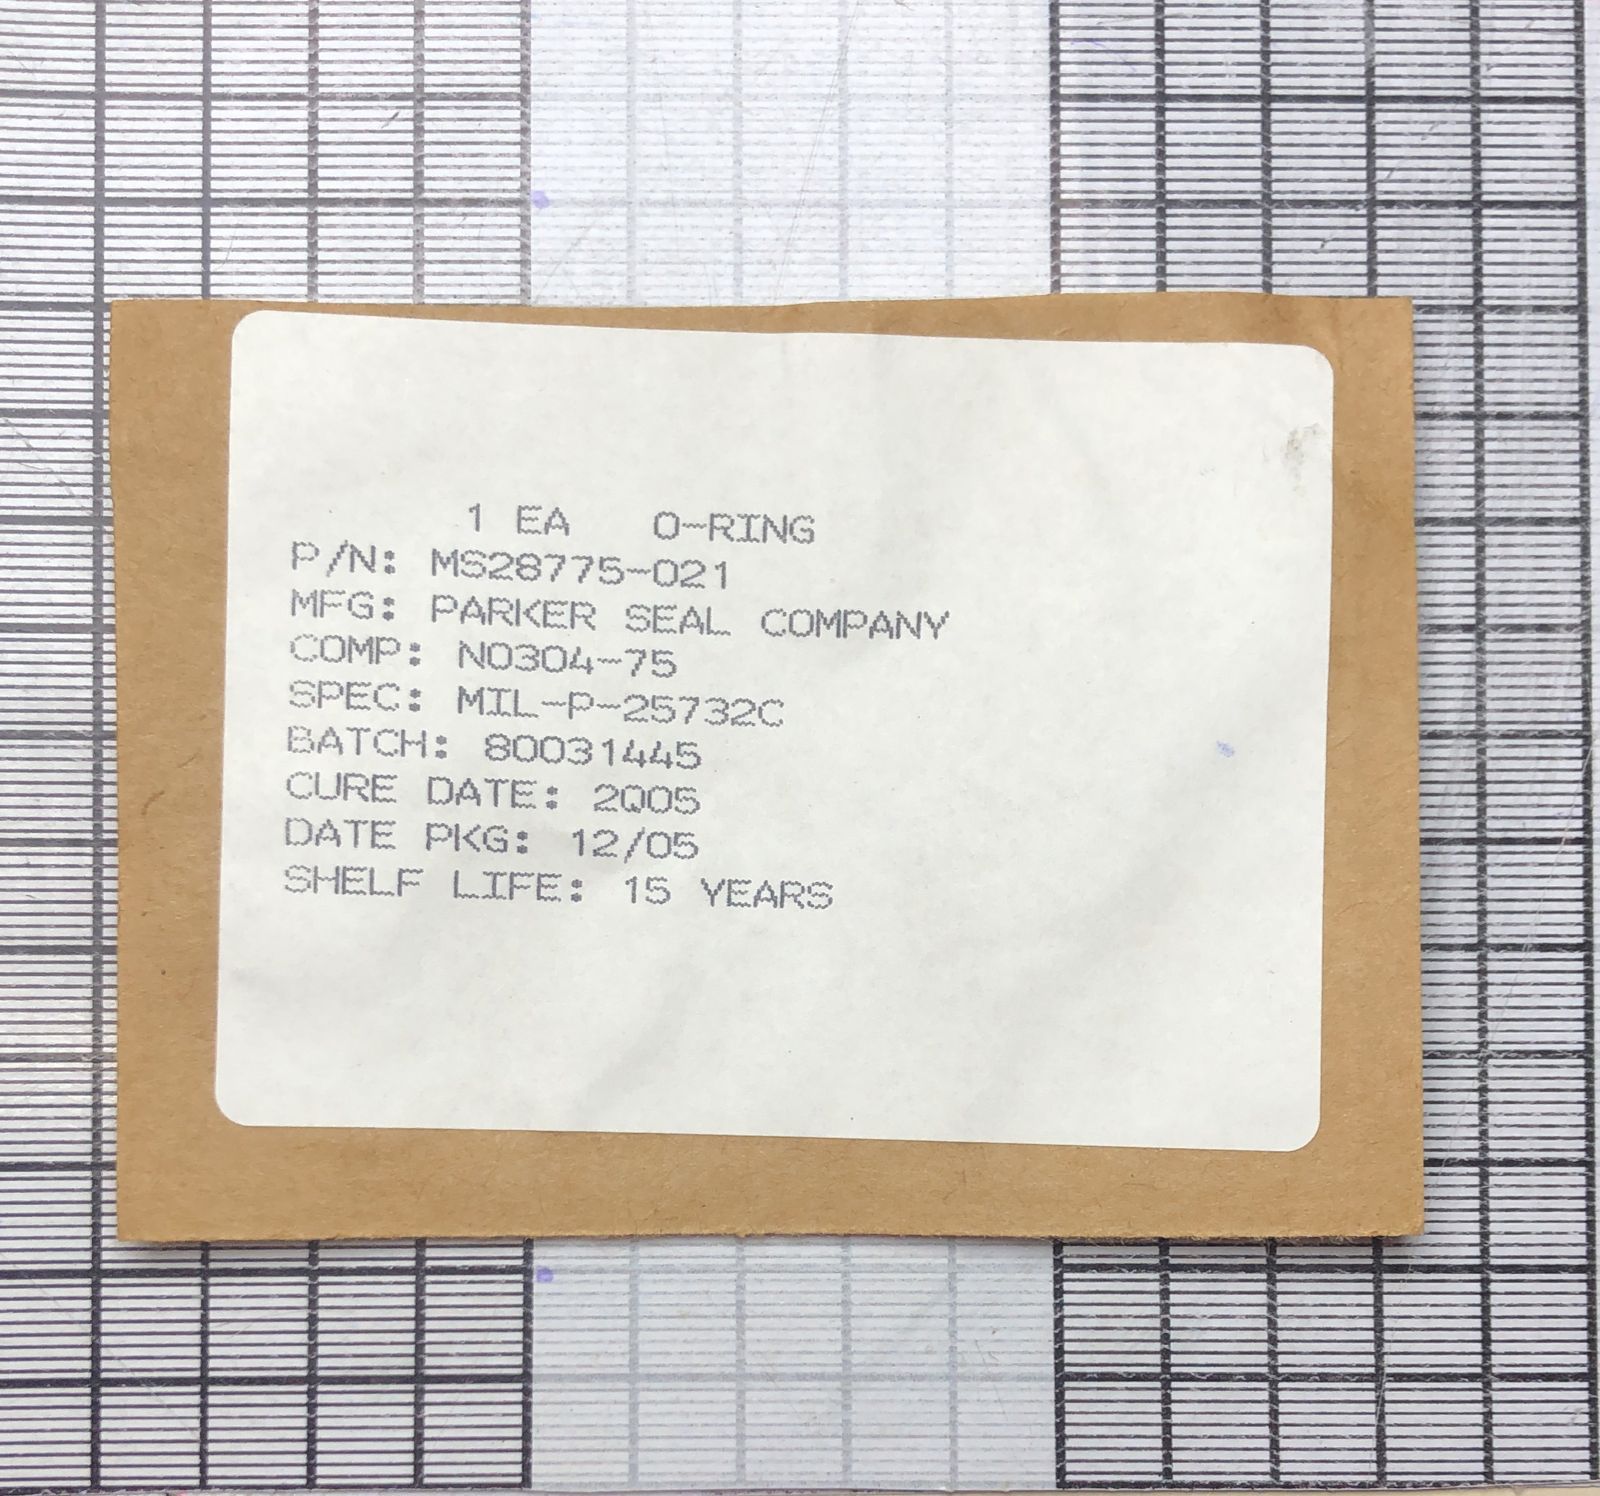 1 EA O-RING
P/N: MS28775-021
MFG: PARKER SEAL COMPANY
COMP: N0304-75
SPEC: MIL-P-25732C
BATCH: 80031445
CURE DATE: 2Q05
DATE PKG: 12/05
SHELF LIFE: 15 YEARS